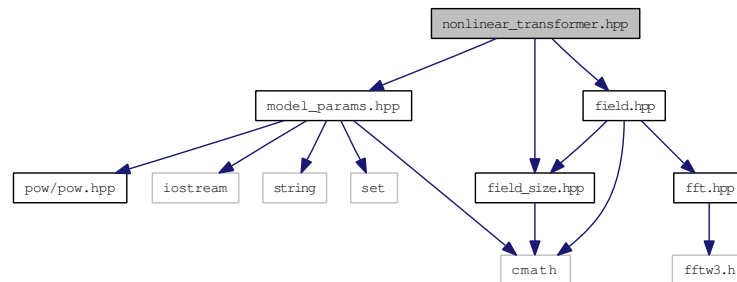 nonlinear_transformer.hpp
model_params.hpp
field.hpp
pow/pow.hpp
iostream
string
set
field_size.hpp
fft.hpp
cmath
fftw3.h